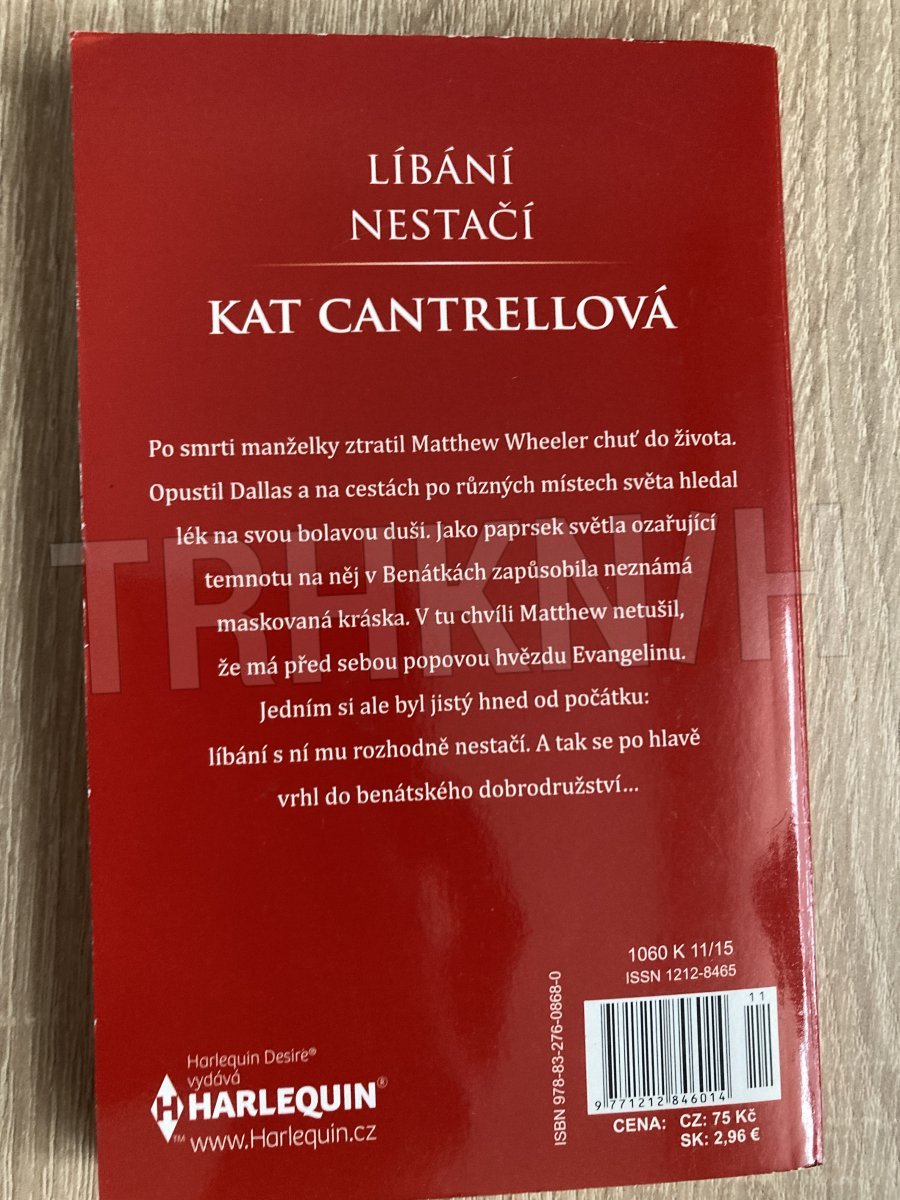 LÍBÁNÍ
NESTAČÍ
KAT CANTRELLOVÁ
Po smrti manželky ztratil Matthew Wheeler chuť do života.
Opustil Dallas a na cestách po různých místech světa hledal
lék na svou bolavou duši. Jako paprsek světla ozařující
temnotu na něj v Benátkách zapůsobila neznámá
maskovaná kráska. V tu chvíli Matthew netušil,
že má před sebou popovou hvězdu Evangelinu.
Jedním si ale byl jistý hned od počátku:
líbání s ní mu rozhodně nestačí. A tak se po hlavě
vrhl do benátského dobrodružství...
TRHKNIH
1060 K 11/15
ISSN 1212-8465
11
ISBN 978-83-276-0868-0
9 771212 846014
CENA: CZ: 75 Kč
SK: 2,96 €
Harlequin Desire®
vydává
HARLEQUIN®
™ www.Harlequin.cz